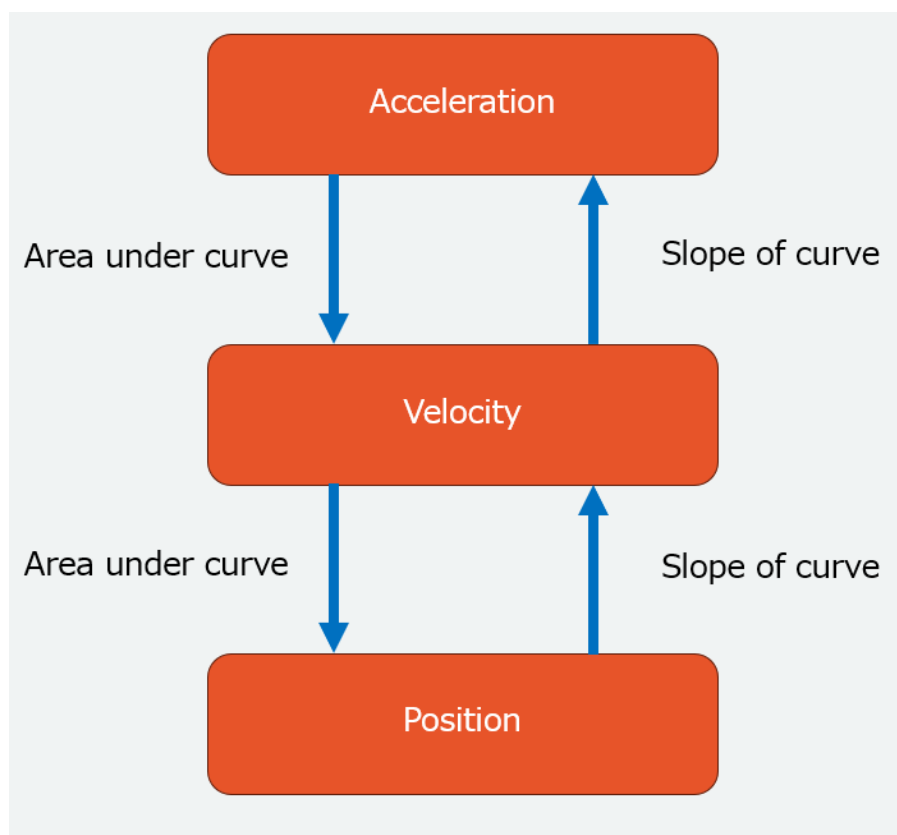 Acceleration
Area under curve
Slope of curve
Velocity
Area under curve
Slope of curve
Position